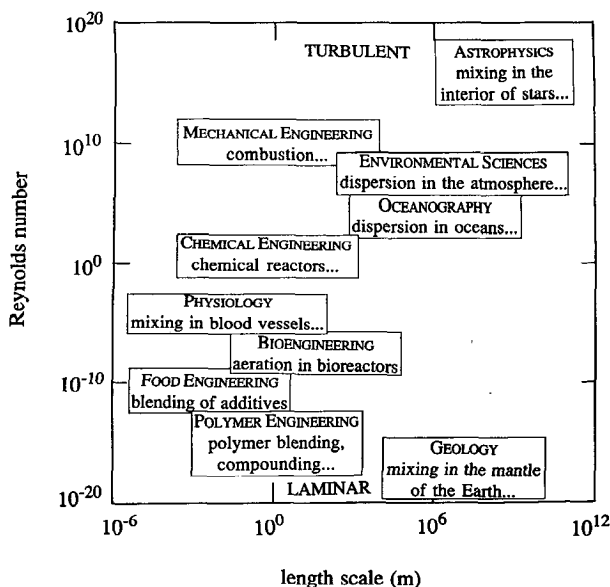 10^20
TURBULENT
ASTROPHYSICS
mixing in the
interior of stars...
MECHANICAL ENGINEERING
combustion...
10^10
ENVIRONMENTAL SCIENCES
dispersion in the atmosphere...
OCEANOGRAPHY
dispersion in oceans...
CHEMICAL ENGINEERING
chemical reactors...
10^0
Reynolds number
PHYSIOLOGY
mixing in blood vessels...
BIOENGINEERING
aeration in bioreactors
10^-10
FOOD ENGINEERING
blending of additives
POLYMER ENGINEERING
polymer blending,
compounding...
GEOLOGY
mixing in the mantle
of the Earth...
LAMINAR
10^-20
10^-6
10^0
10^6
10^12
length scale (m)